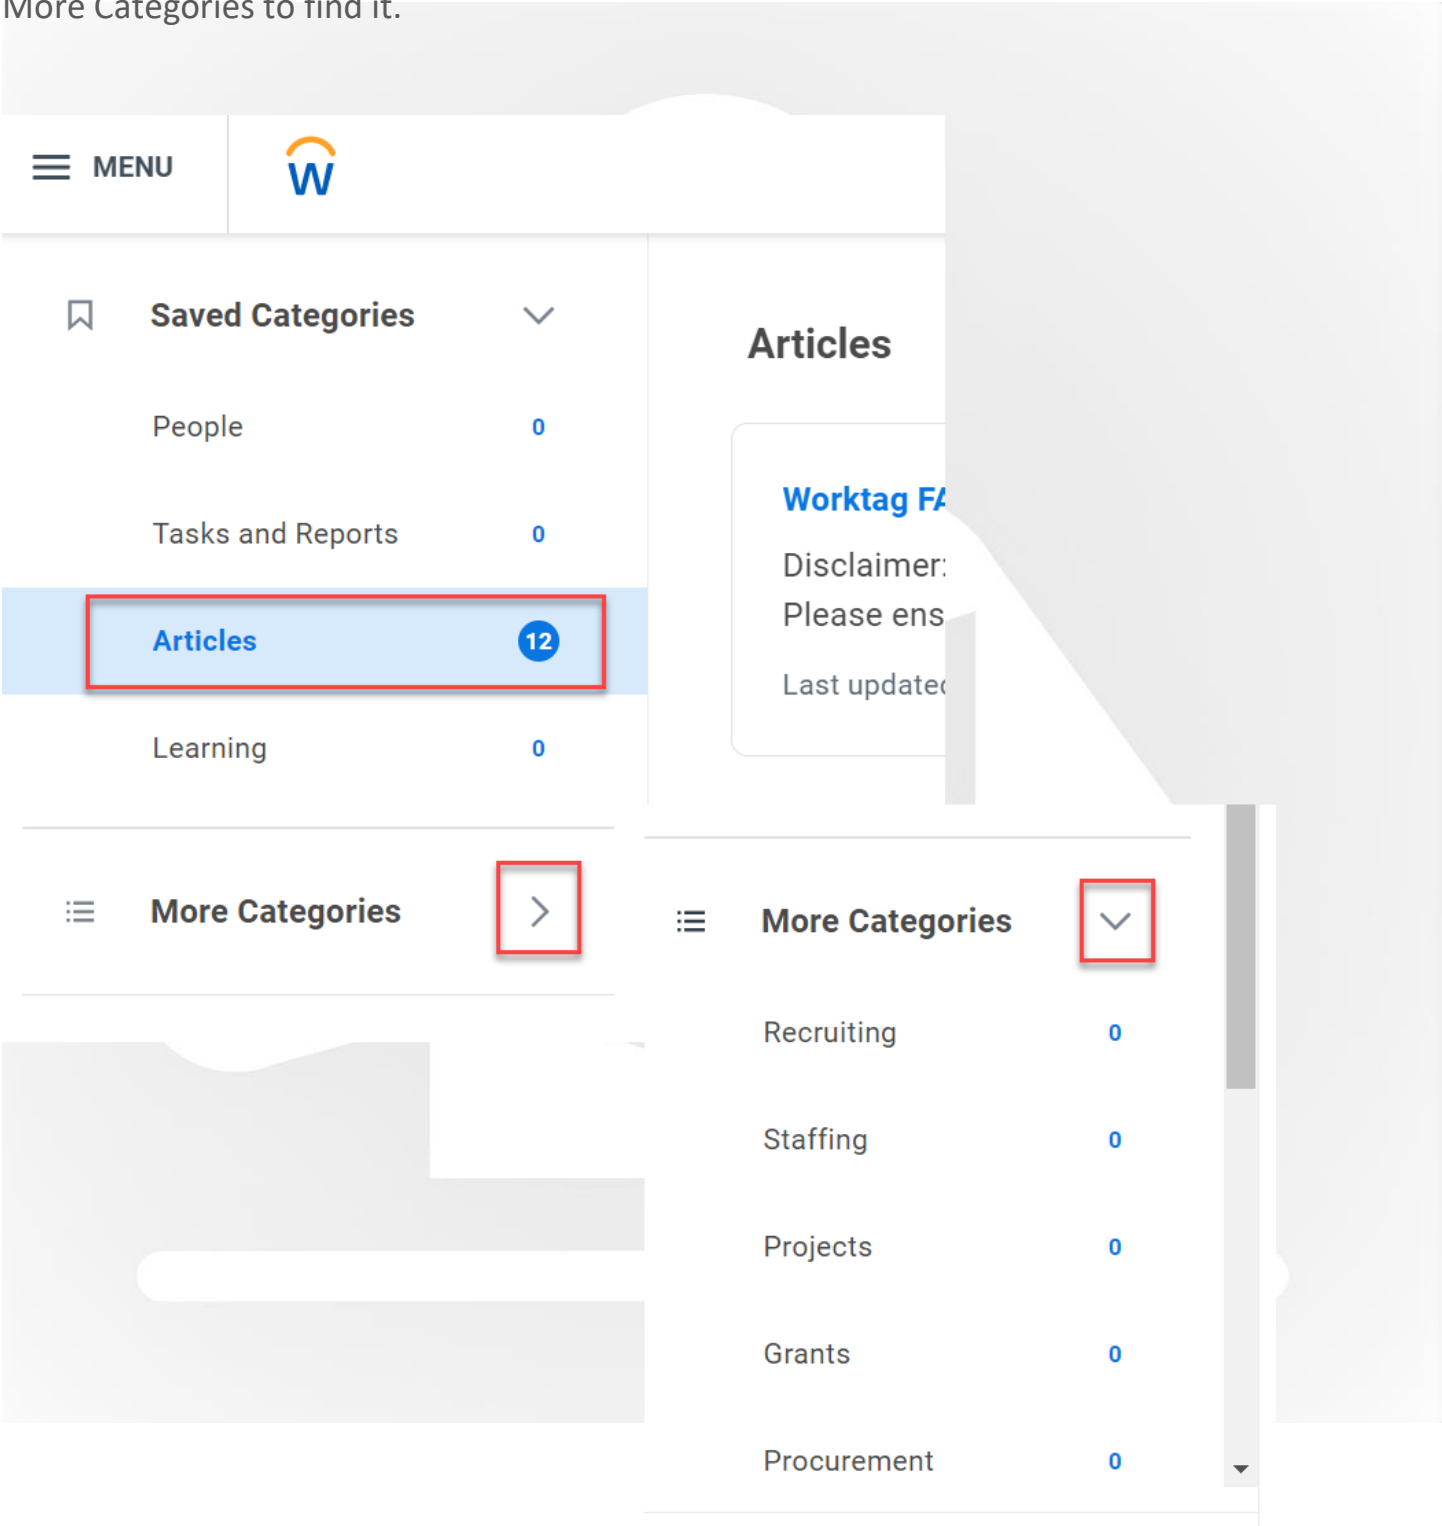 More Categories to find it.
MENU
W
Saved Categories
People 0
Tasks and Reports 0
Articles 12
Learning 0
More Categories
Articles
Worktag FA
Disclaimer:
Please ens
Last updated
More Categories
Recruiting 0
Staffing 0
Projects 0
Grants 0
Procurement 0